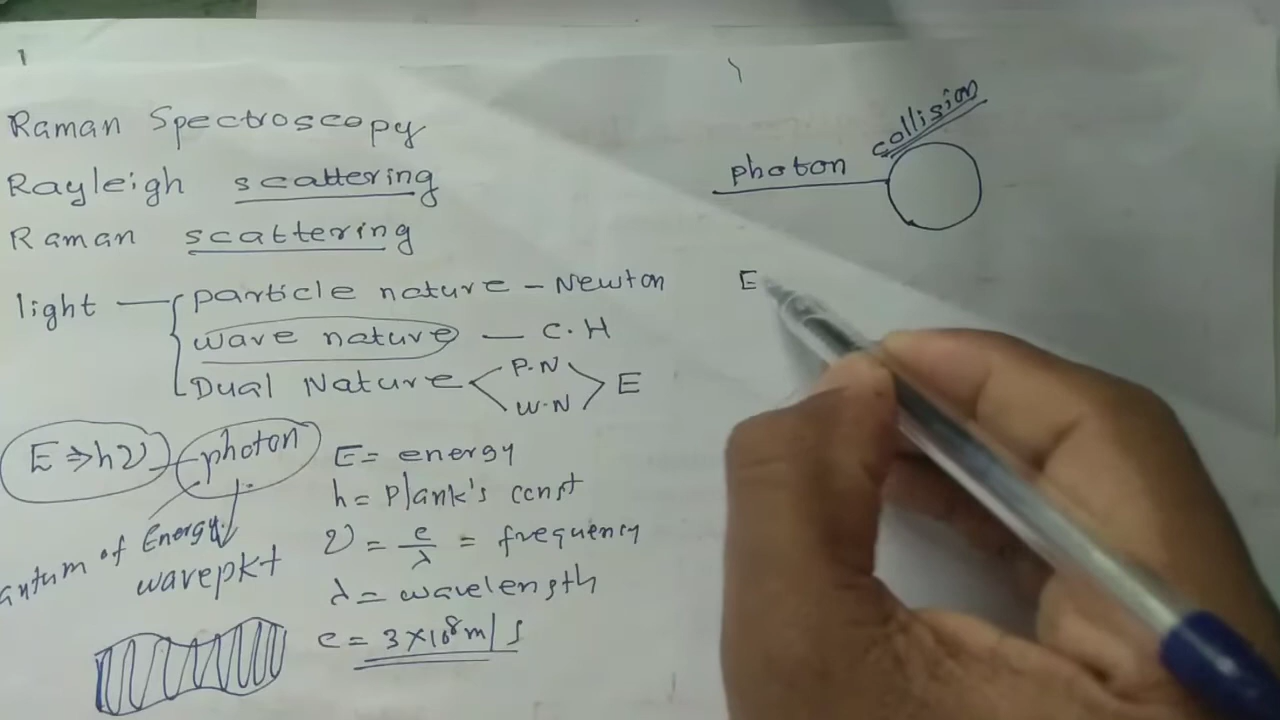 1
Raman Spectroscopy
Rayleigh scattering
Raman scattering
light particle nature - Newton
wave nature — C.H
Dual Nature P.N E
W.N
E ⇒ hν photon
antum of Energy
wavepkt
E = energy
h = Plank's const
ν = c/λ = frequency
λ = wavelength
c = 3×10⁸ m/s
collision
photon
E